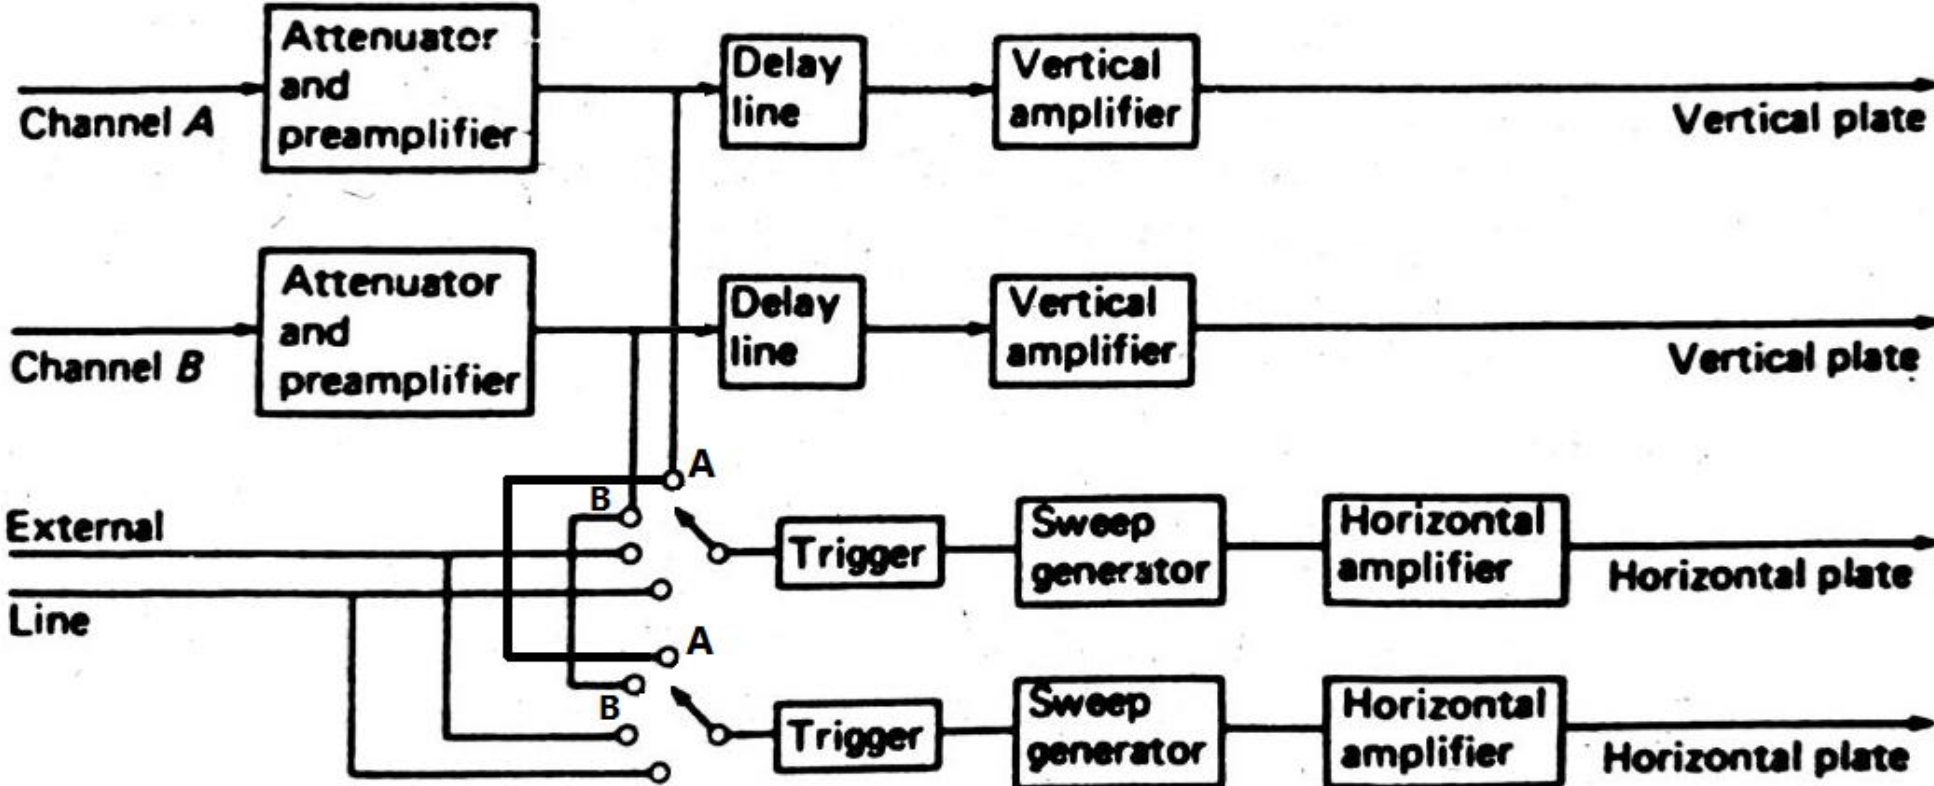 Attenuator
and
preamplifier
Delay
line
Vertical
amplifier
Channel A
Vertical plate
Attenuator
and
preamplifier
Delay
line
Vertical
amplifier
Channel B
Vertical plate
A
B
External
Trigger
Sweep
generator
Horizontal
amplifier
Horizontal plate
Line
A
B
Trigger
Sweep
generator
Horizontal
amplifier
Horizontal plate